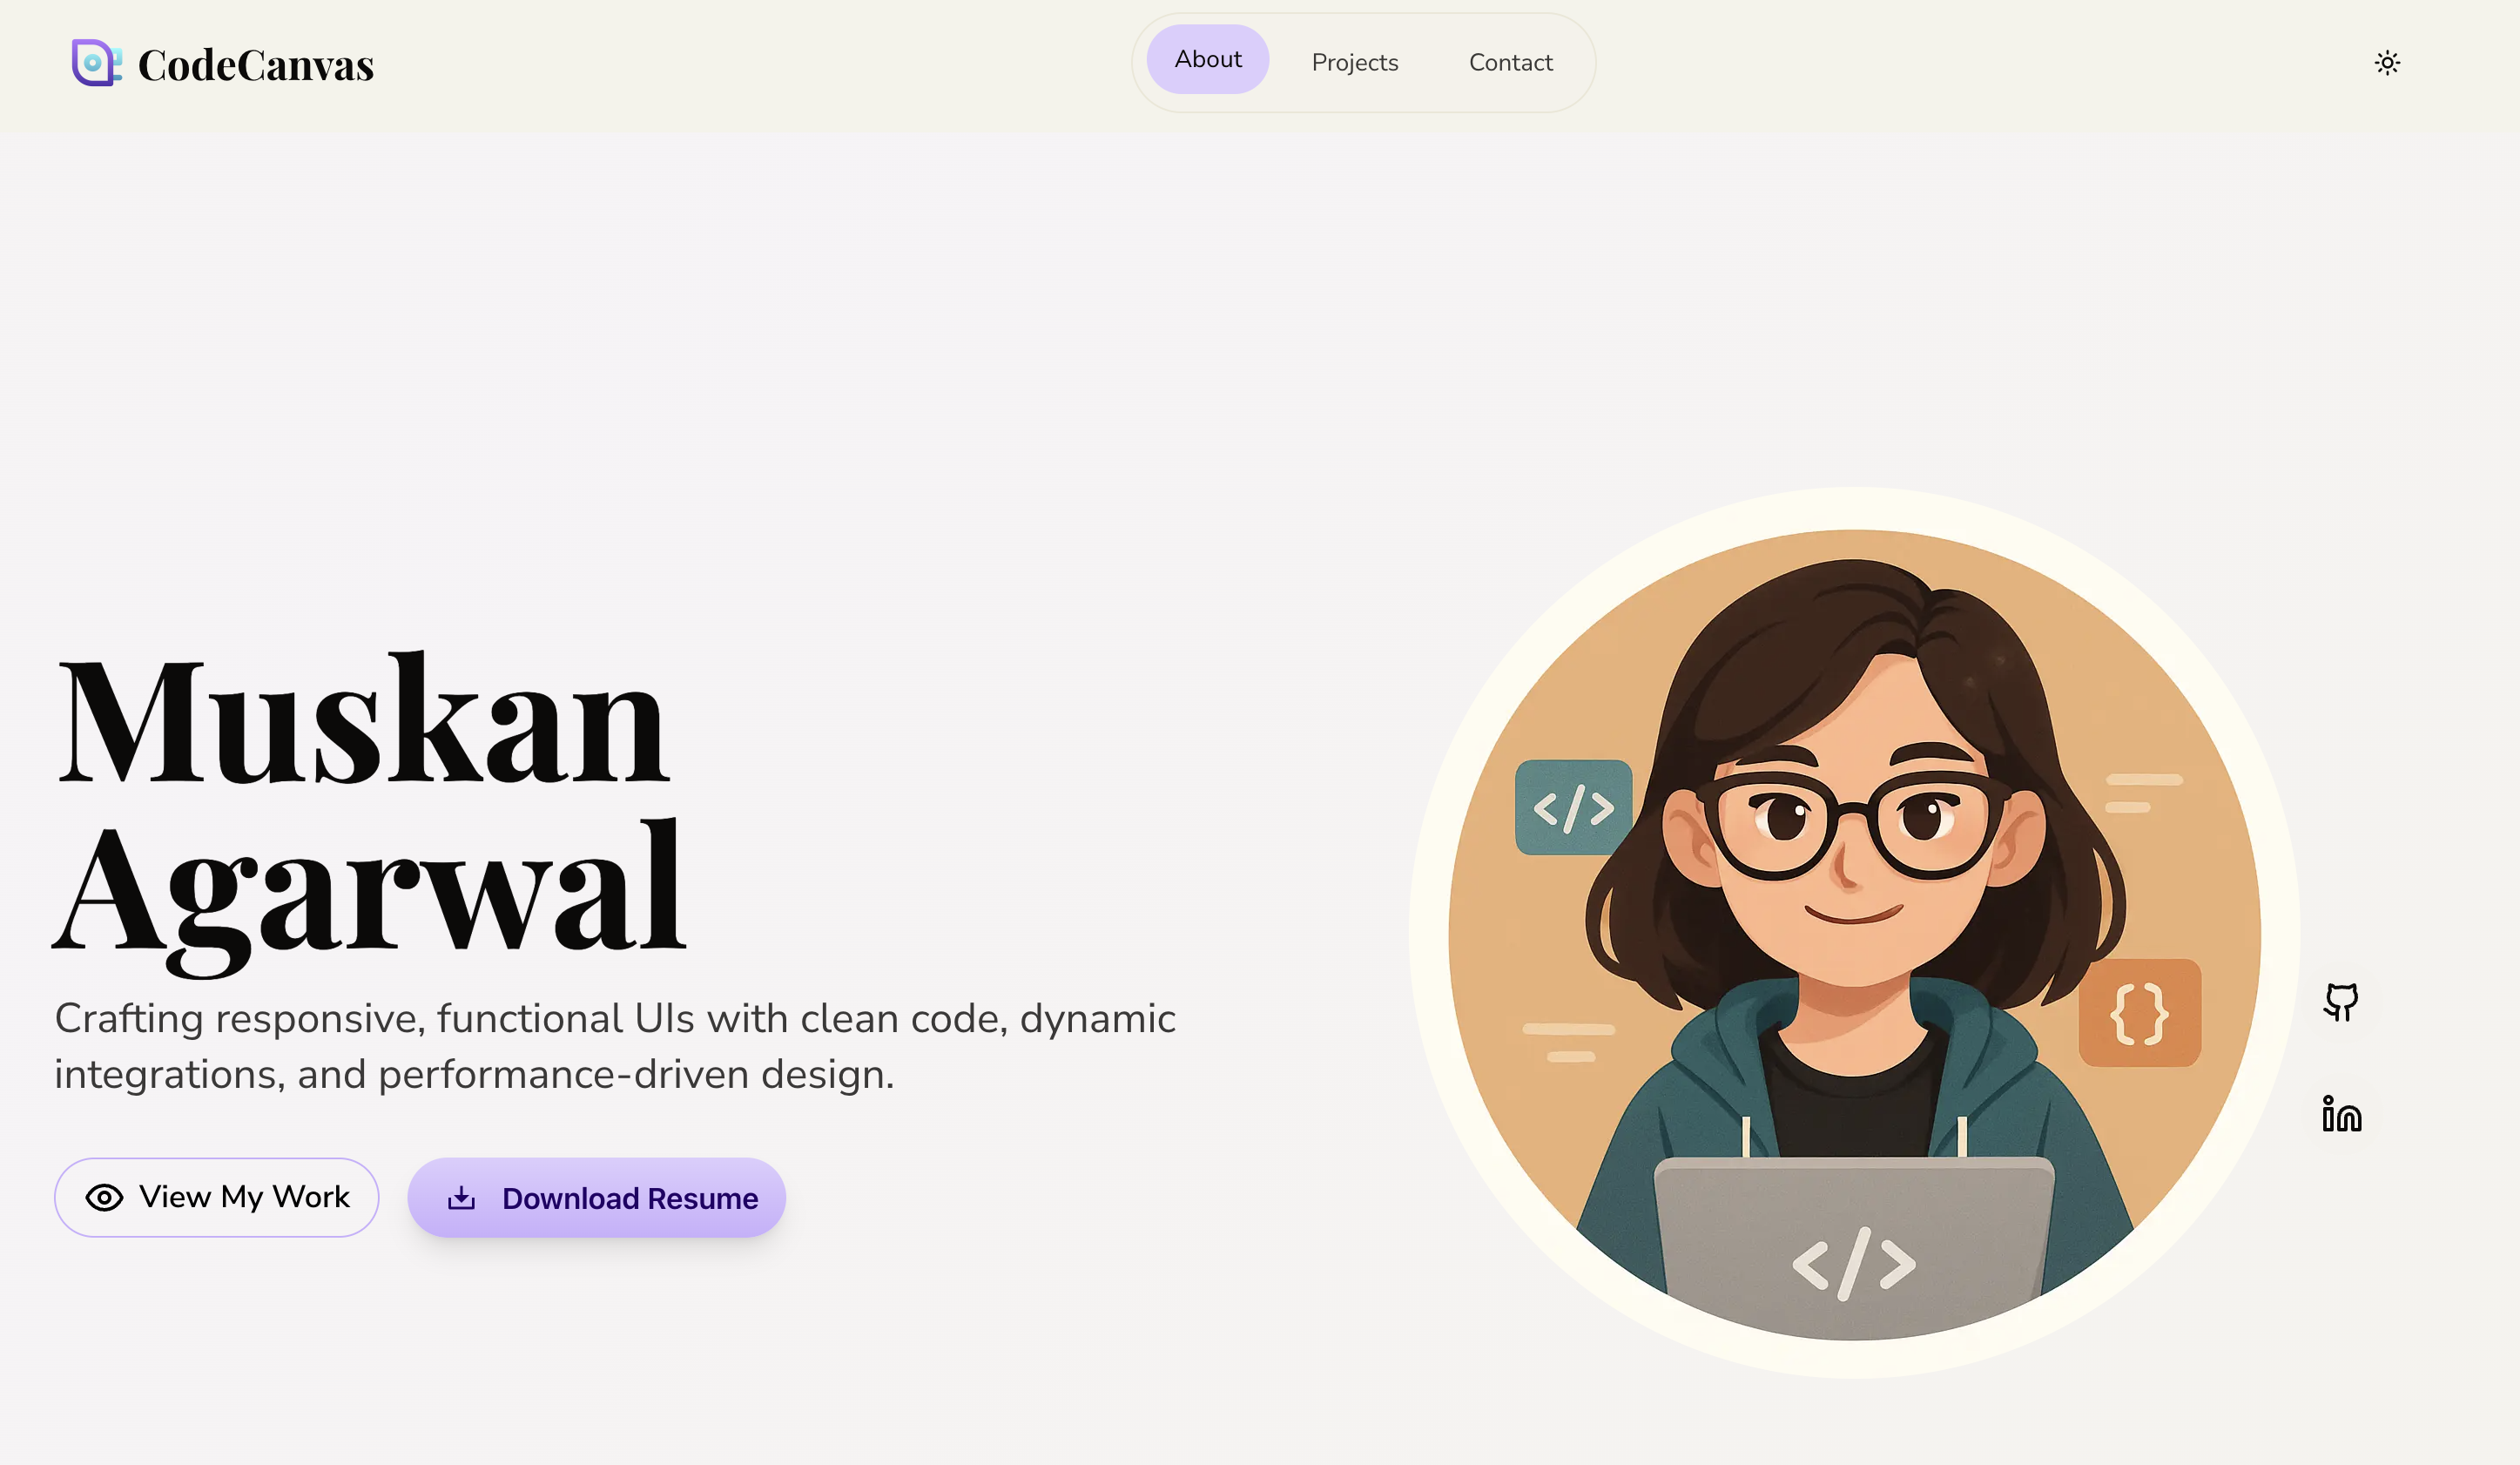 CodeCanvas
About
Projects
Contact
Muskan
Agarwal
Crafting responsive, functional UIs with clean code, dynamic
integrations, and performance-driven design.
View My Work
Download Resume
</>
{}
in
</>